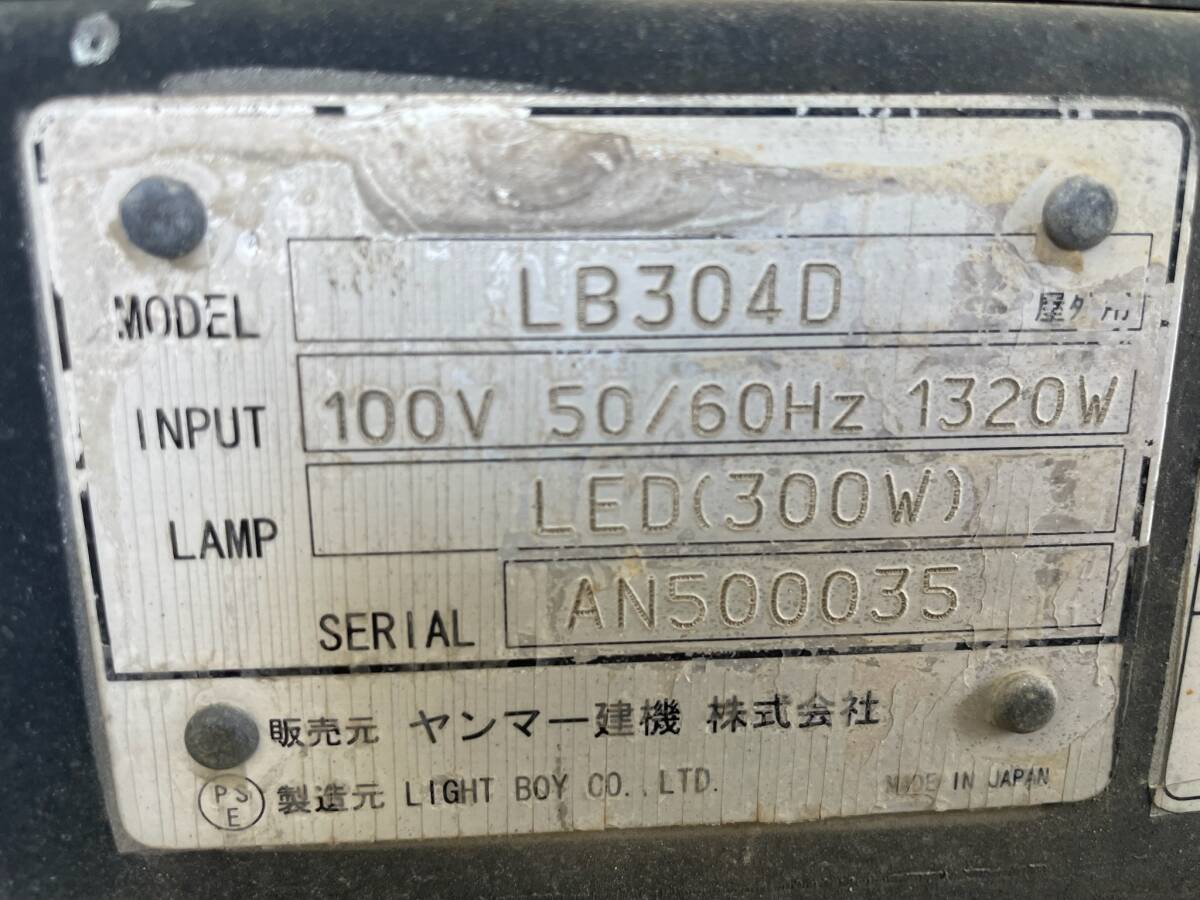 MODEL LB304D 屋外用
INPUT 100V 50/60Hz 1320W
LAMP LED(300W)
SERIAL AN500035
販売元 ヤンマー建機 株式会社
PSE 製造元 LIGHT BOY CO.,LTD. MADE IN JAPAN